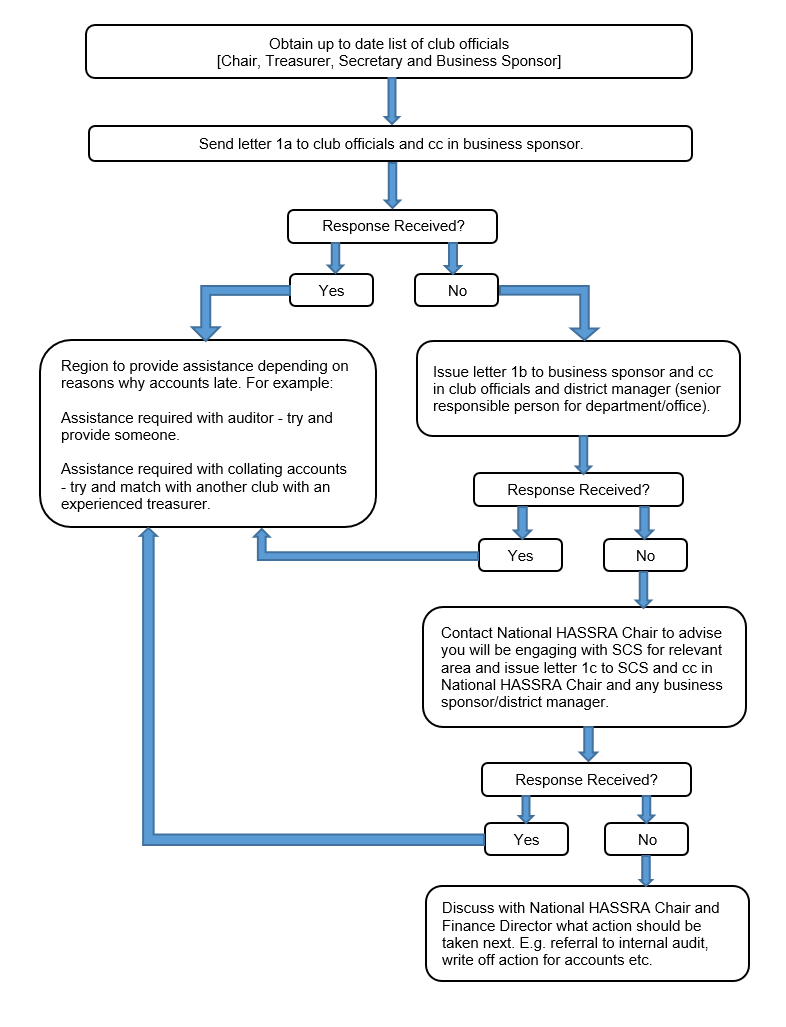 Obtain up to date list of club officials
[Chair, Treasurer, Secretary and Business Sponsor]
Send letter 1a to club officials and cc in business sponsor.
Response Received?
Yes
No
Region to provide assistance depending on
reasons why accounts late. For example:
Assistance required with auditor - try and
provide someone.
Assistance required with collating accounts
- try and match with another club with an
experienced treasurer.
Issue letter 1b to business sponsor and cc
in club officials and district manager (senior
responsible person for department/office).
Response Received?
Yes
No
Contact National HASSRA Chair to advise
you will be engaging with SCS for relevant
area and issue letter 1c to SCS and cc in
National HASSRA Chair and any business
sponsor/district manager.
Response Received?
Yes
No
Discuss with National HASSRA Chair and
Finance Director what action should be
taken next. E.g. referral to internal audit,
write off action for accounts etc.